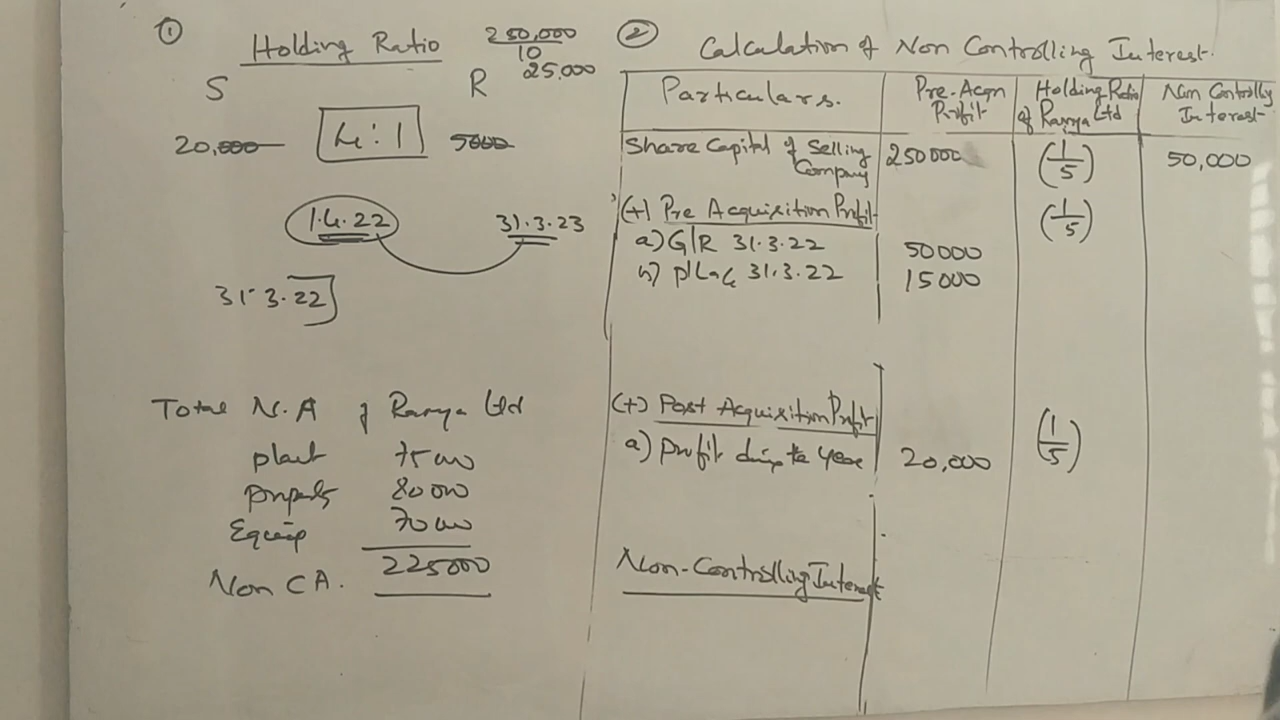 ①
Holding Ratio
250,000
10
25,000
S
R
20,000
4:1
5000
1.4.22
31.3.23
31.3.22
Total N.A of Ramya Ltd
plant 75000
property 80000
Equip 70000
225000
Non CA.
② Calculation of Non Controlling Interest.
Particulars.
Pre-Acqn Profit
Holding Ratio of Ramya Ltd
Non Controlling Interest
Share Capital of Selling Company
250000
(1/5)
50,000
(+) Pre Acquisition Profit
(1/5)
a) G/R 31.3.22
50000
b) P/L a/c 31.3.22
15000
(+) Post Acquisition Profit
(1/5)
a) Profit during the year
20,000
Non-Controlling Interest